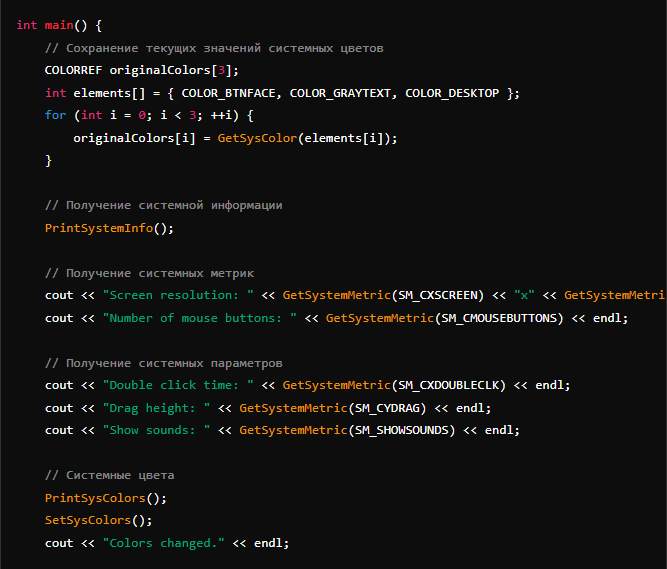 int main() {
// Сохранение текущих значений системных цветов
COLORREF originalColors[3];
int elements[] = { COLOR_BTNFACE, COLOR_GRAYTEXT, COLOR_DESKTOP };
for (int i = 0; i < 3; ++i) {
originalColors[i] = GetSysColor(elements[i]);
}
// Получение системной информации
PrintSystemInfo();
// Получение системных метрик
cout << "Screen resolution: " << GetSystemMetric(SM_CXSCREEN) << "x" << GetSystemMetri
cout << "Number of mouse buttons: " << GetSystemMetric(SM_CMOUSEBUTTONS) << endl;
// Получение системных параметров
cout << "Double click time: " << GetSystemMetric(SM_CXDOUBLECLK) << endl;
cout << "Drag height: " << GetSystemMetric(SM_CYDRAG) << endl;
cout << "Show sounds: " << GetSystemMetric(SM_SHOWSOUNDS) << endl;
// Системные цвета
PrintSysColors();
SetSysColors();
cout << "Colors changed." << endl;